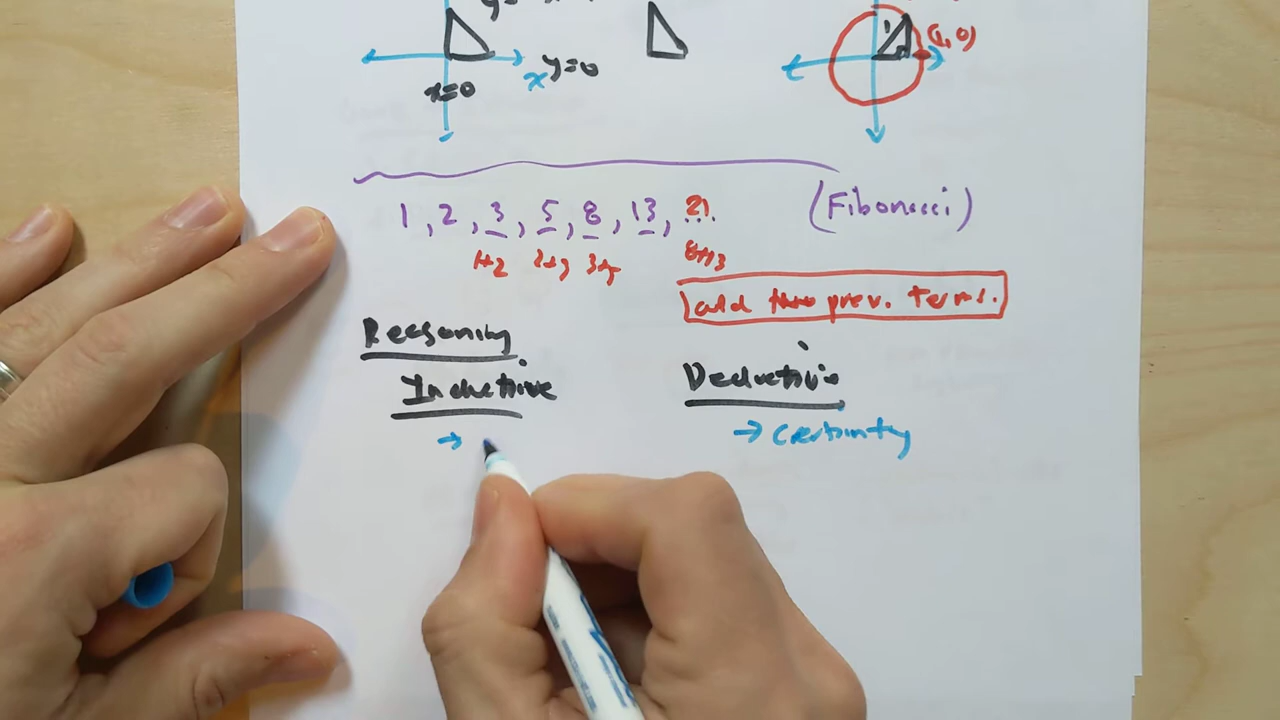 1
(1, 0)
x y=0
x=0
1, 2, 3, 5, 8, 13, 21... (Fibonacci)
1+2 2+3 3+5 8+13
add two prev. terms.
Reasoning
Inductive Deductive
→ → certainty